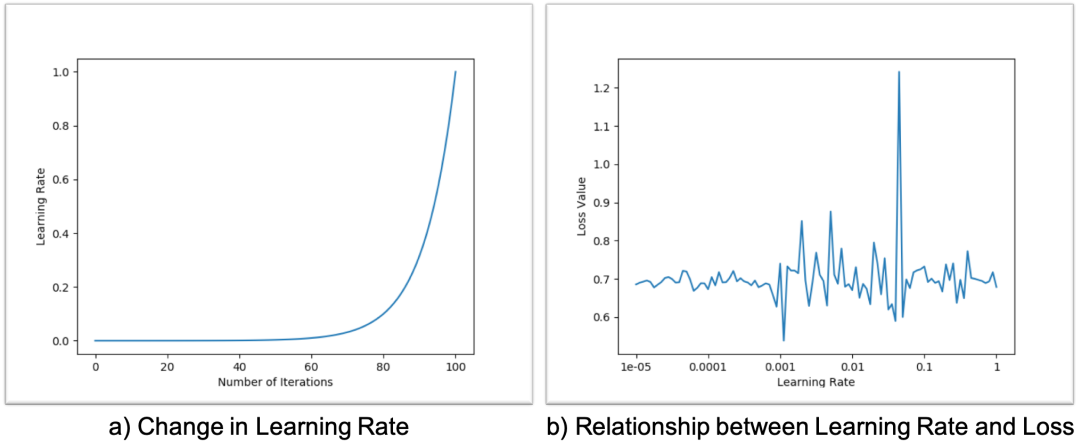 1.0
0.8
0.6
0.4
0.2
0.0
Learning Rate
0 20 40 60 80 100
Number of Iterations
a) Change in Learning Rate
1.2
1.1
1.0
0.9
0.8
0.7
0.6
Loss Value
1e-05 0.0001 0.001 0.01 0.1 1
Learning Rate
b) Relationship between Learning Rate and Loss